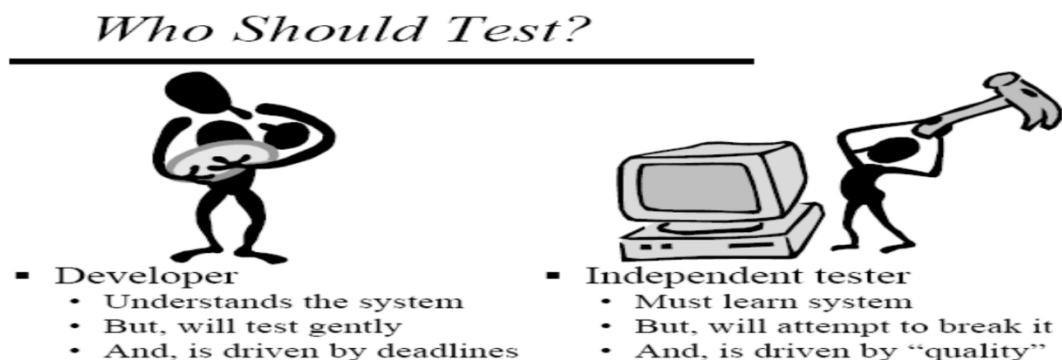 Who Should Test?
▪ Developer
• Understands the system
• But, will test gently
• And, is driven by deadlines
▪ Independent tester
• Must learn system
• But, will attempt to break it
• And, is driven by “quality”